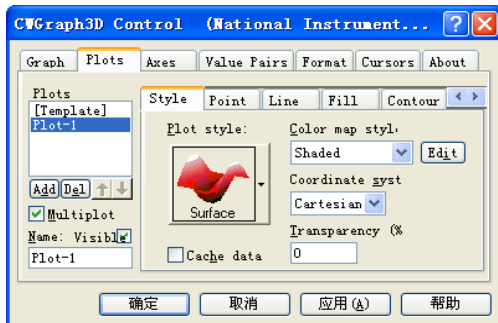 CWGraph3D Control (National Instrument...
Graph Plots Axes Value Pairs Format Cursors About
Plots
[Template]
Plot-1
Add Del
Multiplot
Name: Visible
Plot-1
Style Point Line Fill Contour
Plot style:
Surface
Cache data
Color map styl
Shaded Edit
Coordinate syst
Cartesian
Transparency (%
0
确定 取消 应用(A) 帮助